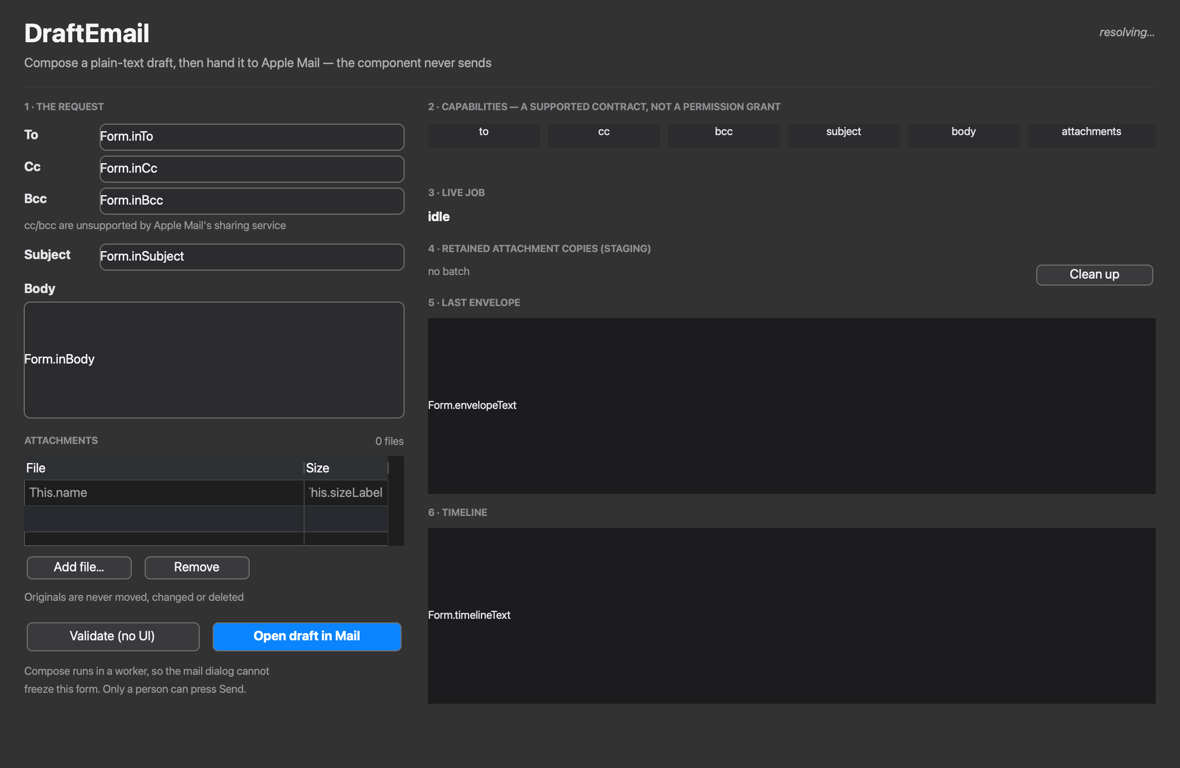 DraftEmail
resolving...
Compose a plain-text draft, then hand it to Apple Mail — the component never sends
1 · THE REQUEST
To
Form.inTo
Cc
Form.inCc
Bcc
Form.inBcc
cc/bcc are unsupported by Apple Mail's sharing service
Subject
Form.inSubject
Body
Form.inBody
ATTACHMENTS
0 files
File
Size
This.name
his.sizeLabel
Add file...
Remove
Originals are never moved, changed or deleted
Validate (no UI)
Open draft in Mail
Compose runs in a worker, so the mail dialog cannot
freeze this form. Only a person can press Send.
2 · CAPABILITIES — A SUPPORTED CONTRACT, NOT A PERMISSION GRANT
to
cc
bcc
subject
body
attachments
3 · LIVE JOB
idle
4 · RETAINED ATTACHMENT COPIES (STAGING)
no batch
Clean up
5 · LAST ENVELOPE
Form.envelopeText
6 · TIMELINE
Form.timelineText